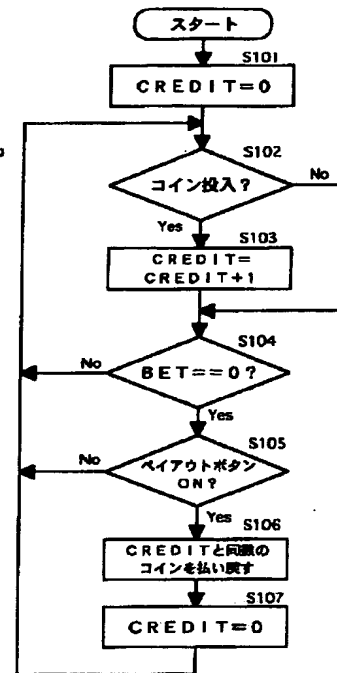 スタート
S101
CREDIT=0
S102
コイン投入？
No
Yes
S103
CREDIT=
CREDIT+1
S104
BET==0？
No
Yes
S105
ペイアウトボタン
ON？
No
Yes
S106
CREDITと同数の
コインを払い戻す
S107
CREDIT=0